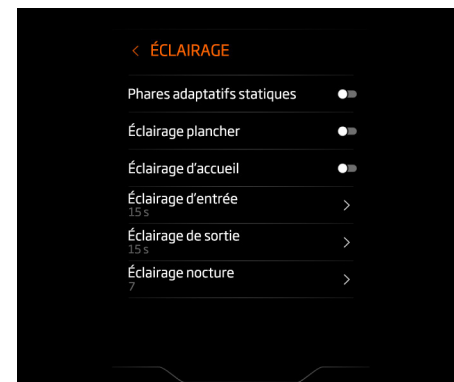 ÉCLAIRAGE
Phares adaptatifs statiques
Éclairage plancher
Éclairage d'accueil
Éclairage d'entrée
15 s
Éclairage de sortie
15 s
Éclairage nocture
7